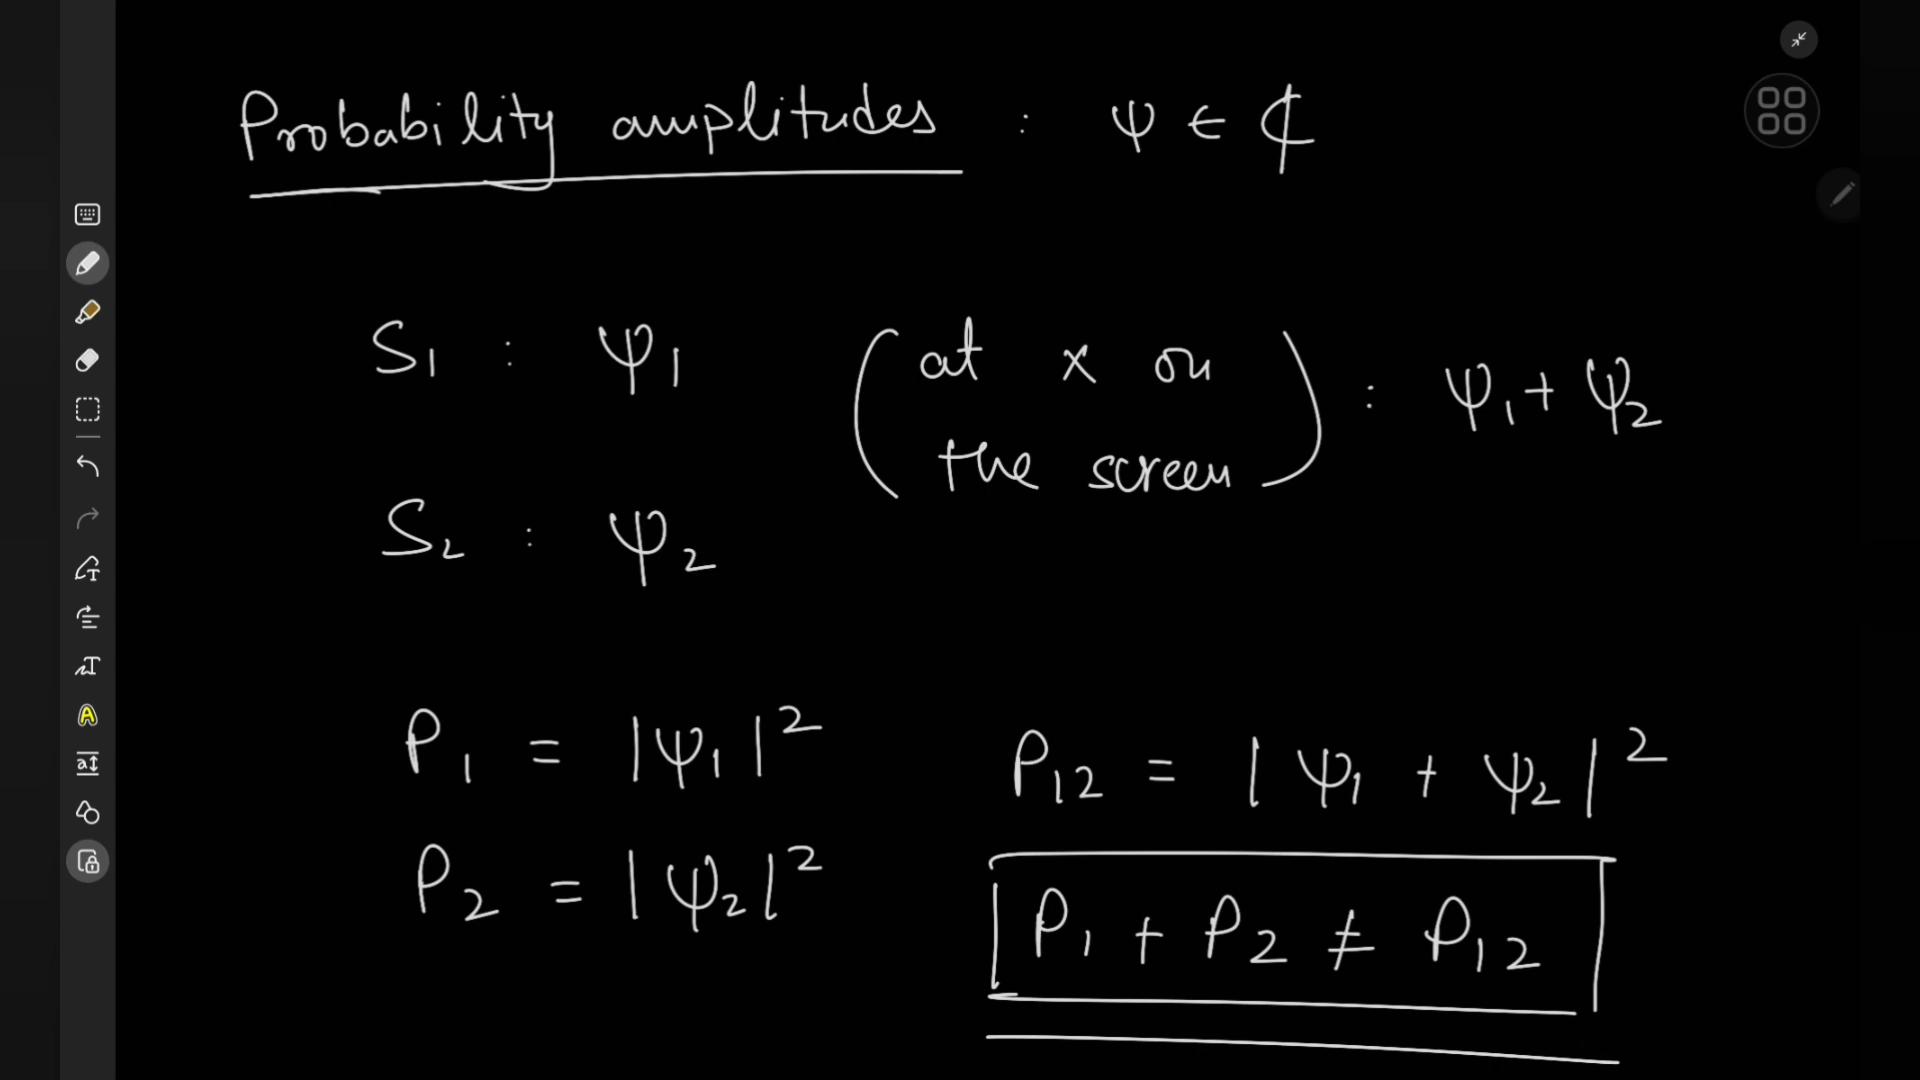 Probability amplitudes : ψ ∈ ℂ
S₁ : ψ₁ (at x on the screen) : ψ₁ + ψ₂
S₂ : ψ₂
P₁ = |ψ₁|²
P₂ = |ψ₂|²
P₁₂ = |ψ₁ + ψ₂|²
P₁ + P₂ ≠ P₁₂